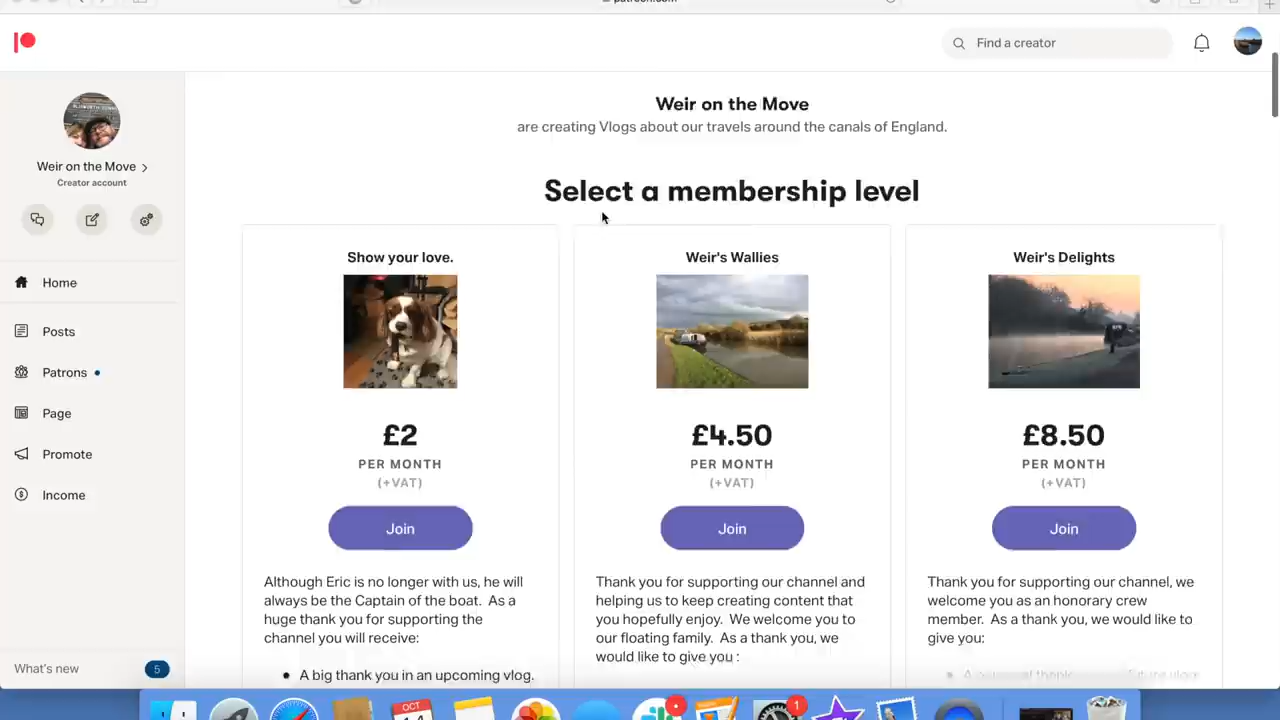 Find a creator
Weir on the Move
Creator account
Home
Posts
Patrons
Page
Promote
Income
What's new
5
Weir on the Move
are creating Vlogs about our travels around the canals of England.
Select a membership level
Show your love.
£2
PER MONTH
(+VAT)
Join
Although Eric is no longer with us, he will
always be the Captain of the boat. As a
huge thank you for supporting the
channel you will receive:
A big thank you in an upcoming vlog.
Weir's Wallies
£4.50
PER MONTH
(+VAT)
Join
Thank you for supporting our channel and
helping us to keep creating content that
you hopefully enjoy. We welcome you to
our floating family. As a thank you, we
would like to give you :
Weir's Delights
£8.50
PER MONTH
(+VAT)
Join
Thank you for supporting our channel, we
welcome you as an honorary crew
member. As a thank you, we would like to
give you:
OCT
1